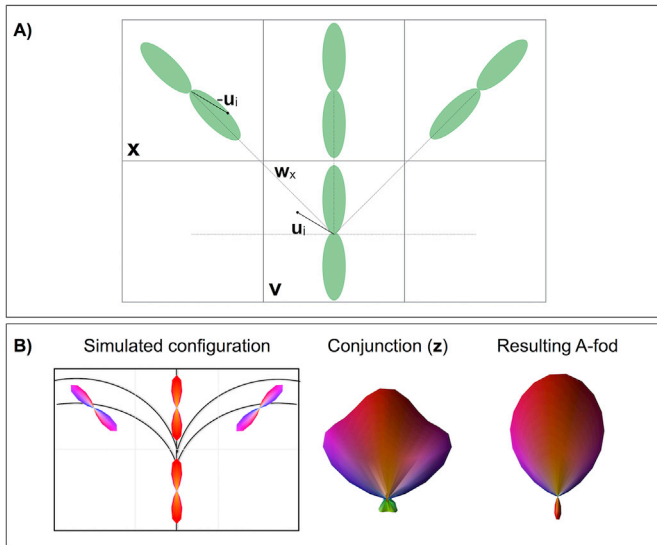 A)
-uᵢ
x
wₓ
uᵢ
v
B)
Simulated configuration
Conjunction (z)
Resulting A-fod